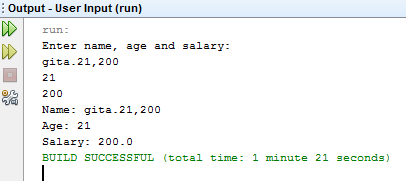 Output - User Input (run)
run:
Enter name, age and salary:
gita.21,200
21
200
Name: gita.21,200
Age: 21
Salary: 200.0
BUILD SUCCESSFUL (total time: 1 minute 21 seconds)